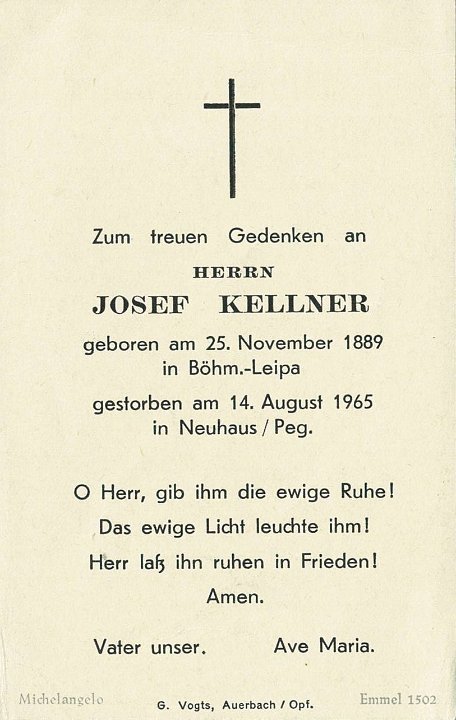 Zum treuen Gedenken an
HERRN
JOSEF KELLNER
geboren am 25. November 1889
in Böhm.-Leipa
gestorben am 14. August 1965
in Neuhaus / Peg.
O Herr, gib ihm die ewige Ruhe!
Das ewige Licht leuchte ihm!
Herr laß ihn ruhen in Frieden!
Amen.
Vater unser. Ave Maria.
Michelangelo G. Vogts, Auerbach / Opf. Emmel 1502